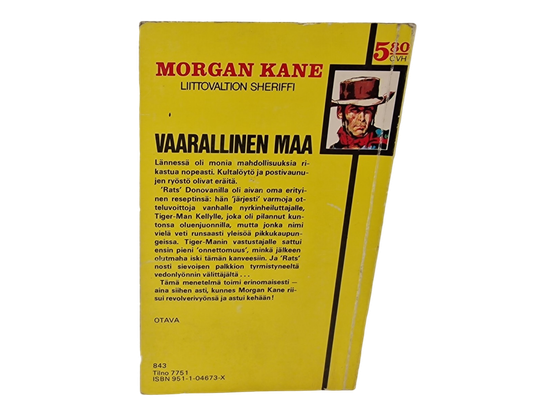 5.80
OVH
MORGAN KANE
LIITTOVALTION SHERIFFI
VAARALLINEN MAA
Lännessä oli monia mahdollisuuksia ri-
kastua nopeasti. Kultalöytö ja postivaunu-
jen ryöstö olivat eräitä.
'Rats' Donovanilla oli aivan oma erityi-
nen reseptinsä: hän 'järjesti' varmoja ot-
teluvoittoja vanhalle nyrkinheiluttajalle,
Tiger-Man Kellylle, joka oli pilannut kun-
tonsa oluenjuonnilla, mutta jonka nimi
vielä veti runsaasti yleisöä pikkukaupun-
geissa. Tiger-Manin vastustajalle sattui
ensin pieni 'onnettomuus', minkä jälkeen
olutmaha iski tämän kanveesiin. Ja 'Rats'
nosti sievoisen palkkion tyrmistyneeltä
vedonlyönnin välittäjältä . . .
Tämä menetelmä toimi erinomaisesti —
aina siihen asti, kunnes Morgan Kane rii-
sui revolverivyönsä ja astui kehään!
OTAVA
843
Tilno 7751
ISBN 951-1-04673-X